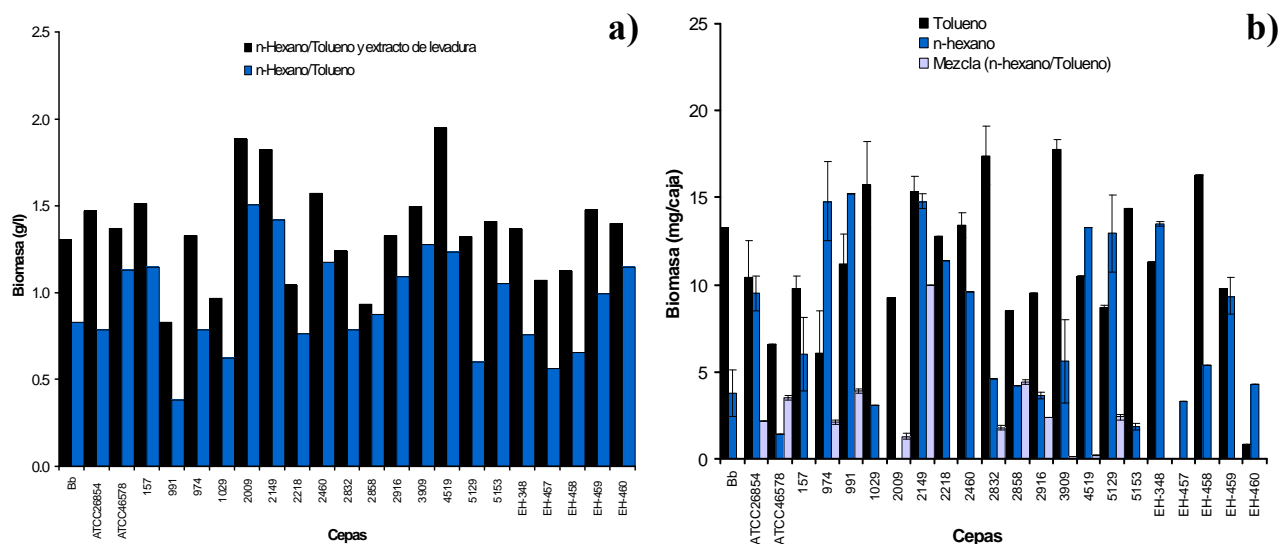 a)
n-Hexano/Tolueno y extracto de levadura
n-Hexano/Tolueno
Biomasa (g/l)
2.5
2.0
1.5
1.0
0.5
0.0
Bb
ATCC26854
ATCC46578
157
991
974
1029
2009
2149
2218
2460
2832
2858
2916
3909
4519
5129
5153
EH-348
EH-457
EH-458
EH-459
EH-460
Cepas
b)
Tolueno
n-hexano
Mezcla (n-hexano/Tolueno)
Biomasa (mg/caja)
25
20
15
10
5
0
Bb
ATCC26854
ATCC46578
157
974
991
1029
2009
2149
2218
2460
2832
2858
2916
3909
4519
5129
5153
EH-348
EH-457
EH-458
EH-459
EH-460
Cepas